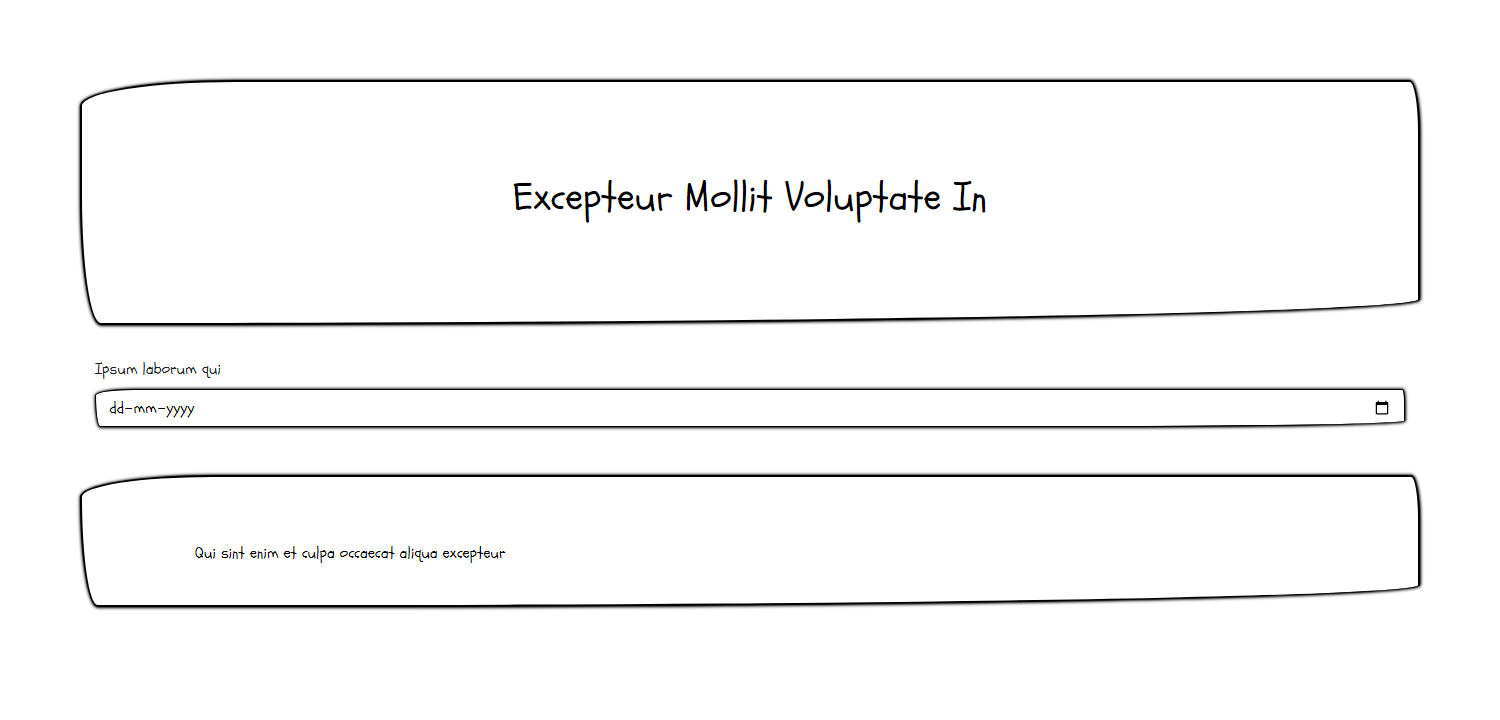 Excepteur Mollit Voluptate In
Ipsum laborum qui
dd-mm-yyyy
Qui sint enim et culpa occaecat aliqua excepteur